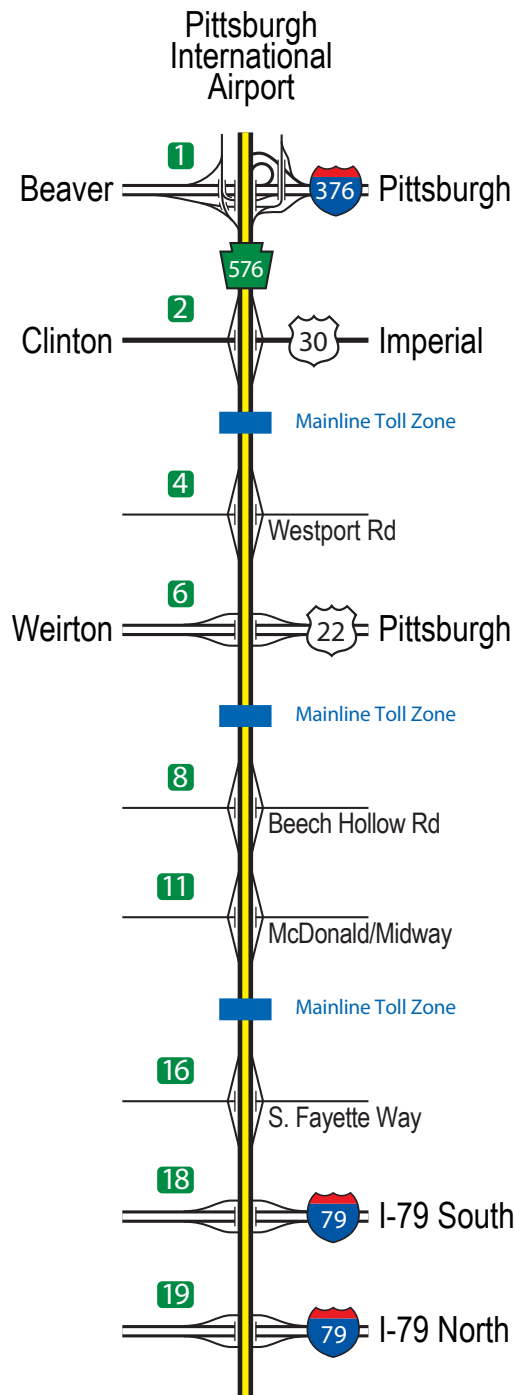 Pittsburgh
International
Airport
1
Beaver
376
Pittsburgh
576
2
Clinton
30
Imperial
Mainline Toll Zone
4
Westport Rd
6
Weirton
22
Pittsburgh
Mainline Toll Zone
8
Beech Hollow Rd
11
McDonald/Midway
Mainline Toll Zone
16
S. Fayette Way
18
79
I-79 South
19
79
I-79 North